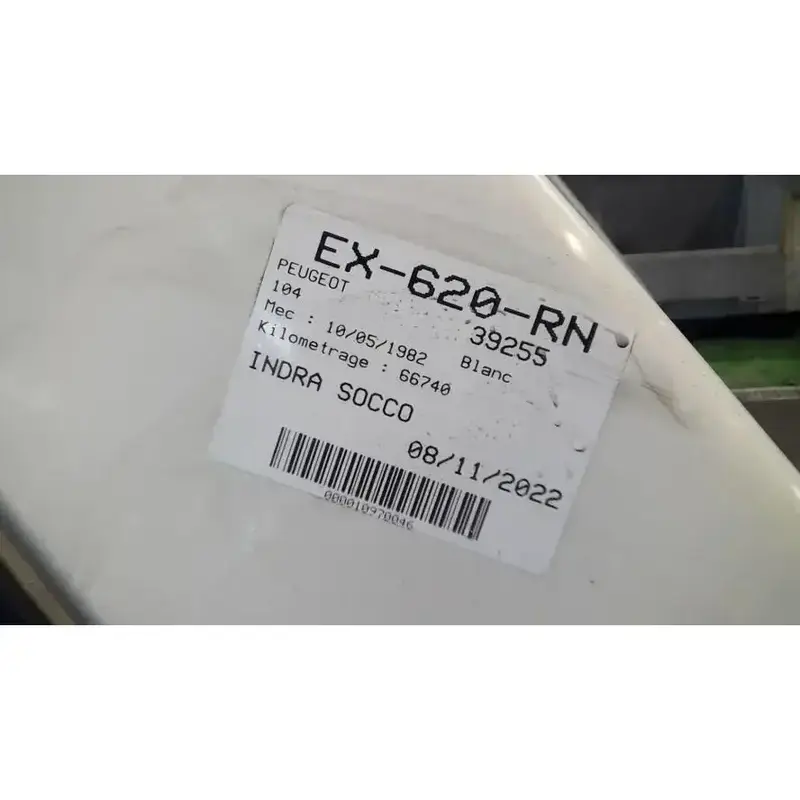 EX-620-RN
PEUGEOT
104 39255
Mec : 10/05/1982 Blanc
Kilometrage : 66740
INDRA SOCCO
08/11/2022
000010970046